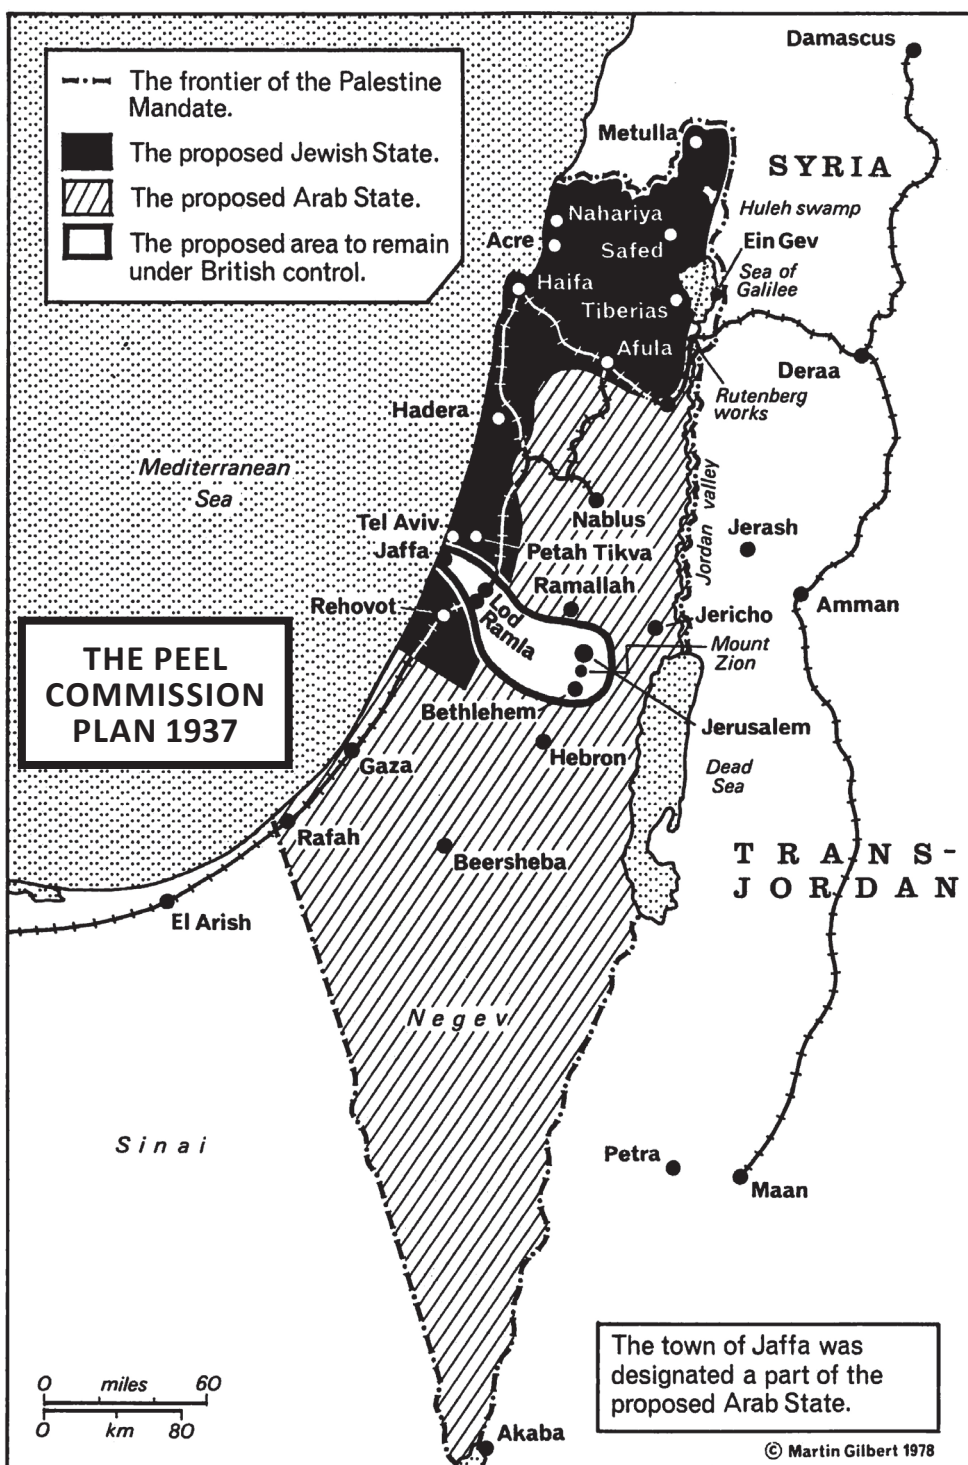 The frontier of the Palestine
Mandate.
The proposed Jewish State.
The proposed Arab State.
The proposed area to remain
under British control.
Damascus
Metulla
SYRIA
Huleh swamp
Nahariya
Acre
Safed
Ein Gev
Sea of
Galilee
Haifa
Tiberias
Afula
Deraa
Rutenberg
works
Hadera
Mediterranean
Sea
Jordan valley
Nablus
Tel Aviv
Jaffa
Petah Tikva
Jerash
Ramallah
Amman
Rehovot
Lod
Ramla
Jericho
Mount
Zion
THE PEEL
COMMISSION
PLAN 1937
Bethlehem
Jerusalem
Gaza
Hebron
Dead
Sea
Rafah
Beersheba
TRANS-
JORDAN
El Arish
Negev
Sinai
Petra
Maan
The town of Jaffa was
designated a part of the
proposed Arab State.
0 miles 60
0 km 80
Akaba
© Martin Gilbert 1978